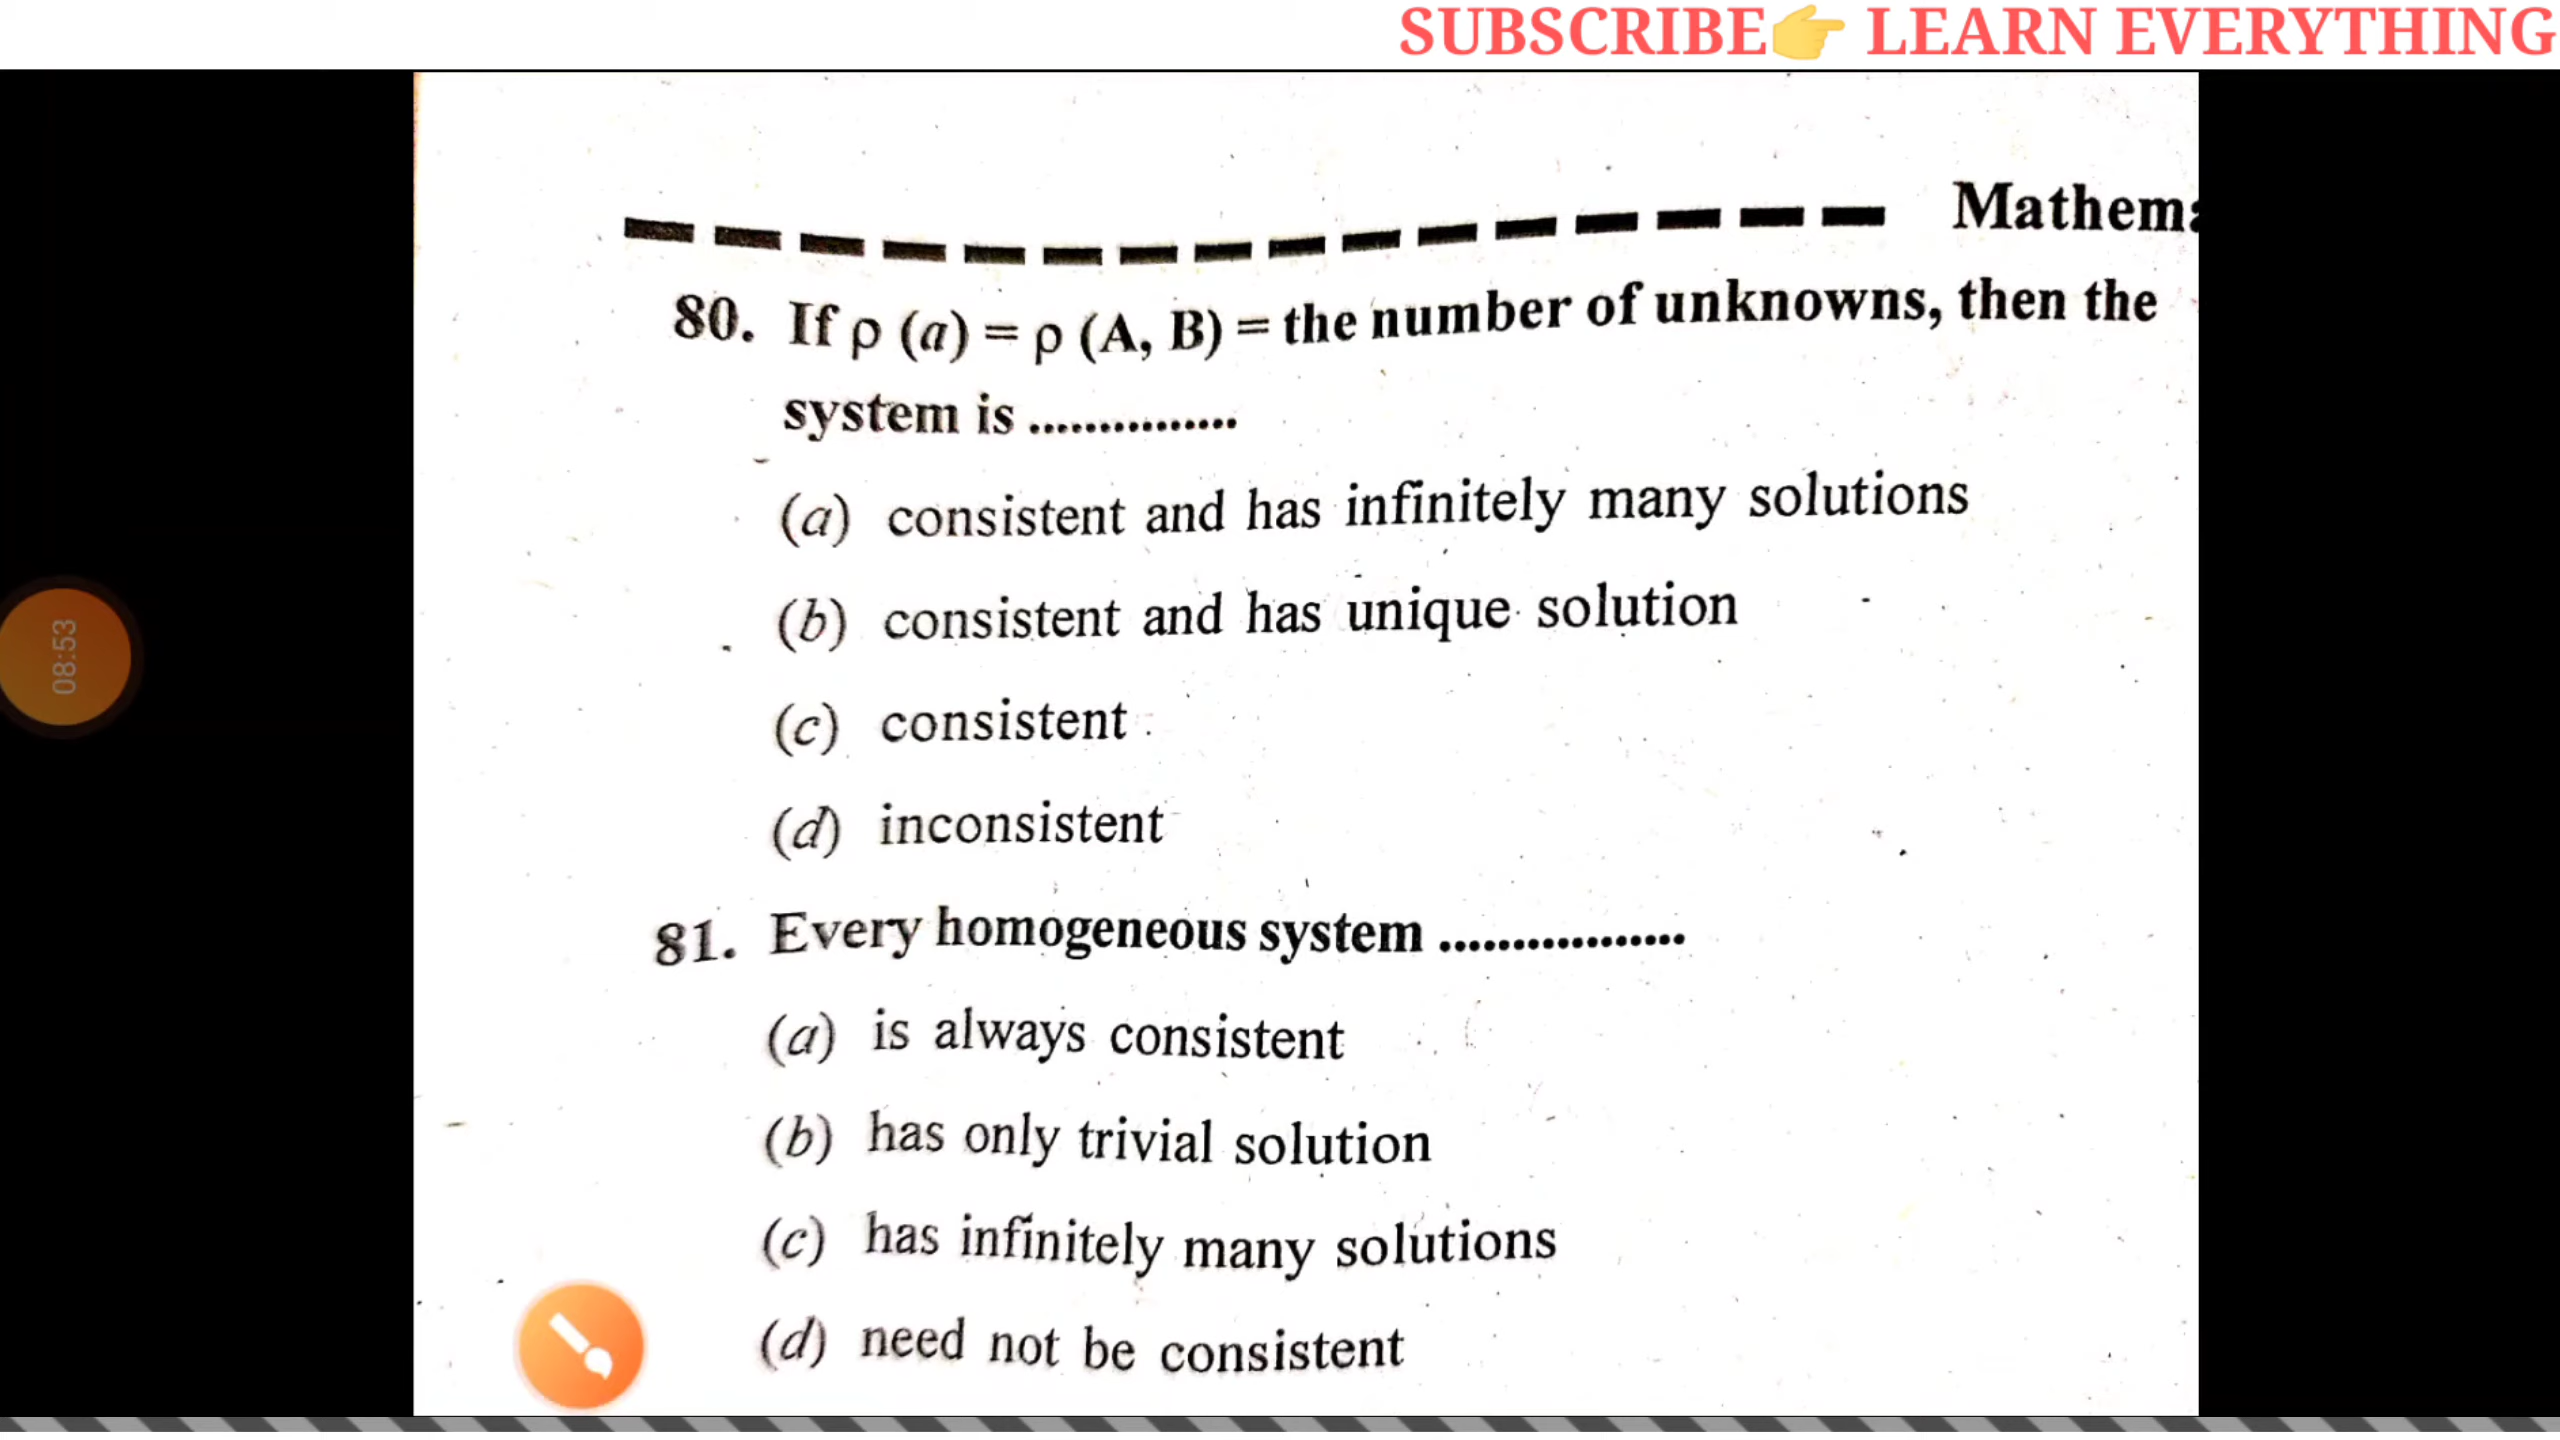 SUBSCRIBE👉 LEARN EVERYTHING
Mathema
80. If ρ (a) = ρ (A, B) = the number of unknowns, then the
system is ...............
(a) consistent and has infinitely many solutions
(b) consistent and has unique solution
(c) consistent
(d) inconsistent
08:53
81. Every homogeneous system .................
(a) is always consistent
(b) has only trivial solution
(c) has infinitely many solutions
(d) need not be consistent